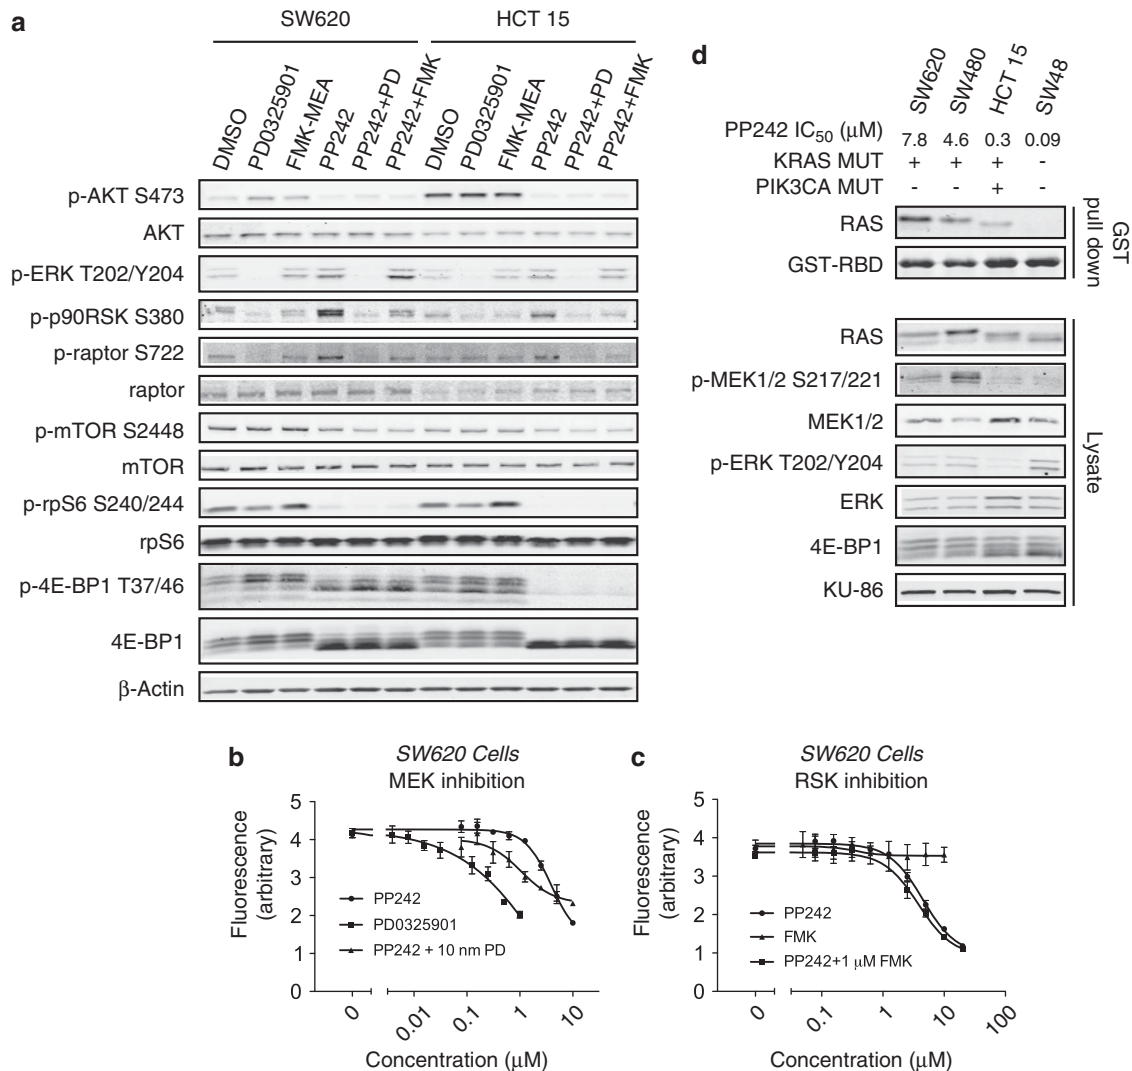 a
SW620
HCT 15
DMSO
PD0325901
FMK-MEA
PP242
PP242+PD
PP242+FMK
DMSO
PD0325901
FMK-MEA
PP242
PP242+PD
PP242+FMK
p-AKT S473
AKT
p-ERK T202/Y204
p-p90RSK S380
p-raptor S722
raptor
p-mTOR S2448
mTOR
p-rpS6 S240/244
rpS6
p-4E-BP1 T37/46
4E-BP1
β-Actin
d
SW620
SW480
HCT 15
SW48
PP242 IC50 (μM)
7.8 4.6 0.3 0.09
KRAS MUT
+ + + -
PIK3CA MUT
- - + -
RAS
GST-RBD
GST
pull down
RAS
p-MEK1/2 S217/221
MEK1/2
p-ERK T202/Y204
ERK
4E-BP1
KU-86
Lysate
b
SW620 Cells
MEK inhibition
Fluorescence
(arbitrary)
5
4
3
2
1
0
PP242
PD0325901
PP242 + 10 nm PD
0 0.01 0.1 1 10
Concentration (μM)
c
SW620 Cells
RSK inhibition
Fluorescence
(arbitrary)
5
4
3
2
1
0
PP242
FMK
PP242+1 μM FMK
0 0.1 1 10 100
Concentration (μM)